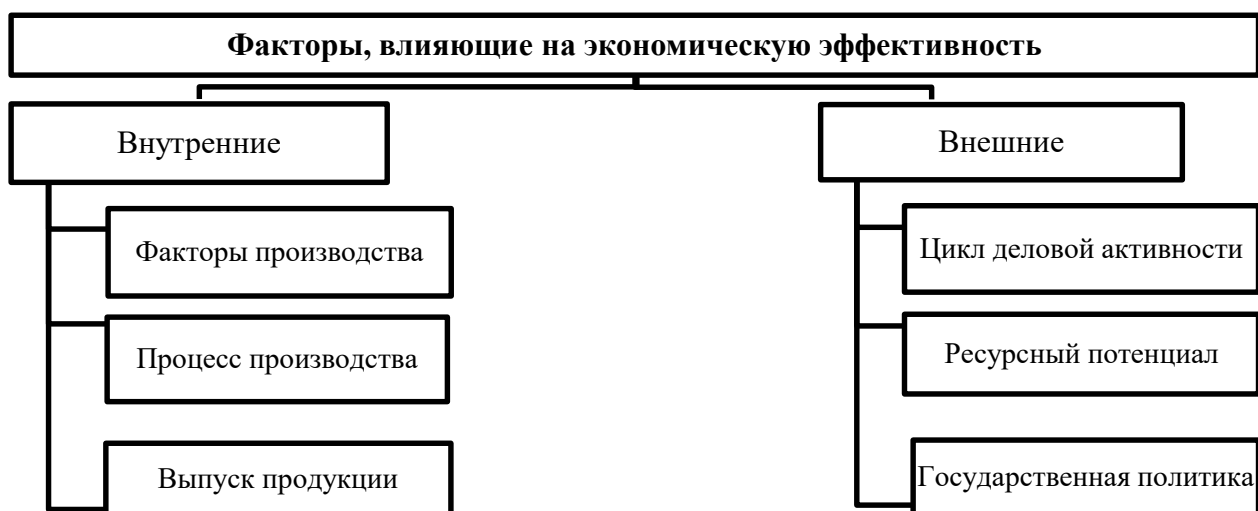 Факторы, влияющие на экономическую эффективность
Внутренние
Факторы производства
Процесс производства
Выпуск продукции
Внешние
Цикл деловой активности
Ресурсный потенциал
Государственная политика